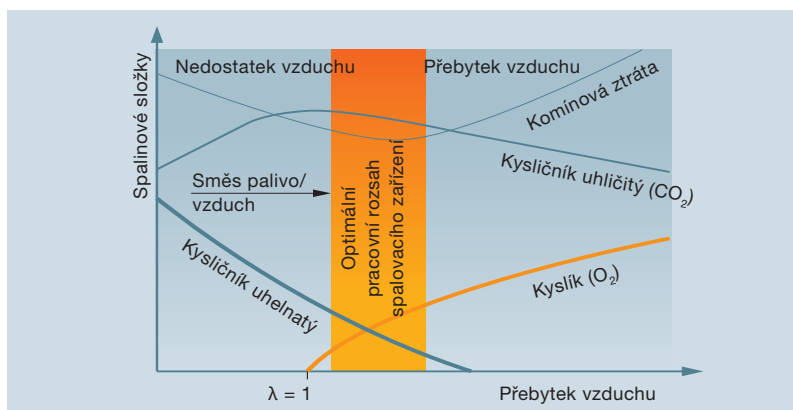 Spalinové složky
Nedostatek vzduchu
Přebytek vzduchu
Komínová ztráta
Kysličník uhličitý (CO₂)
Směs palivo/
vzduch
Optimální
pracovní rozsah
spalovacího zařízení
Kysličník uhelnatý
Kyslík (O₂)
λ = 1
Přebytek vzduchu